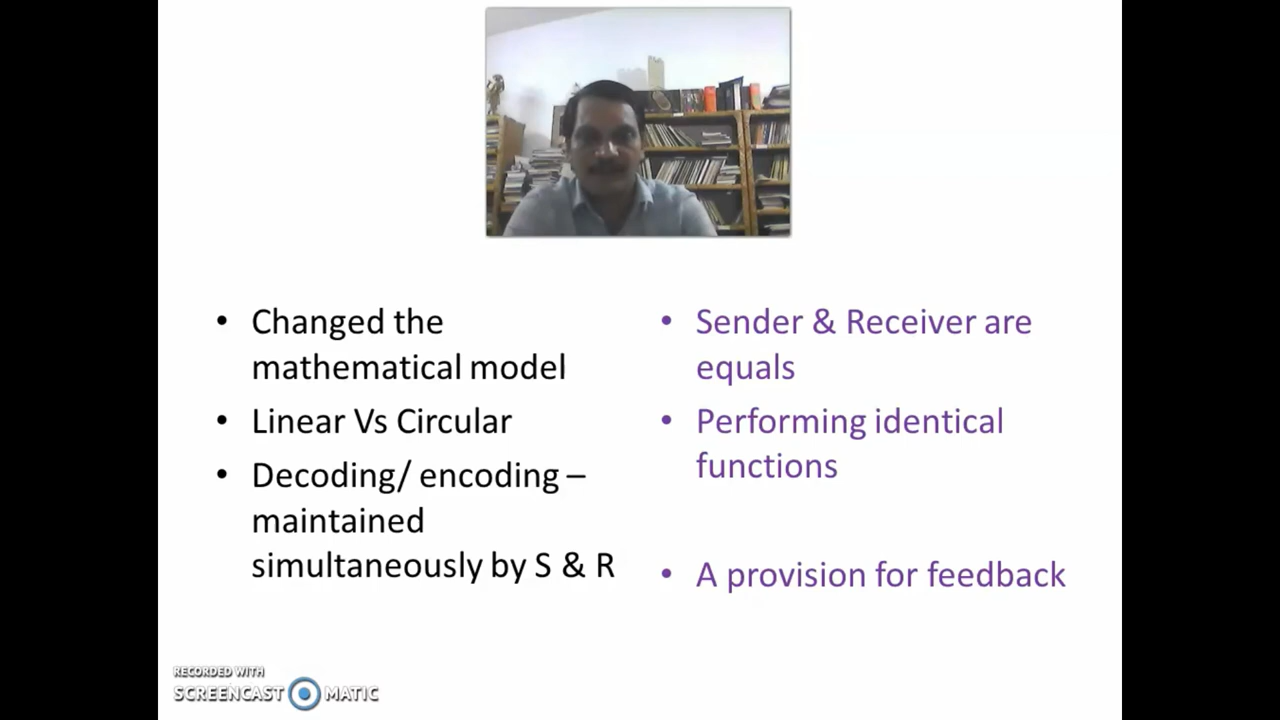 • Changed the
mathematical model
• Linear Vs Circular
• Decoding/ encoding –
maintained
simultaneously by S & R
• Sender & Receiver are
equals
• Performing identical
functions
• A provision for feedback
RECORDED WITH
SCREENCAST MATIC